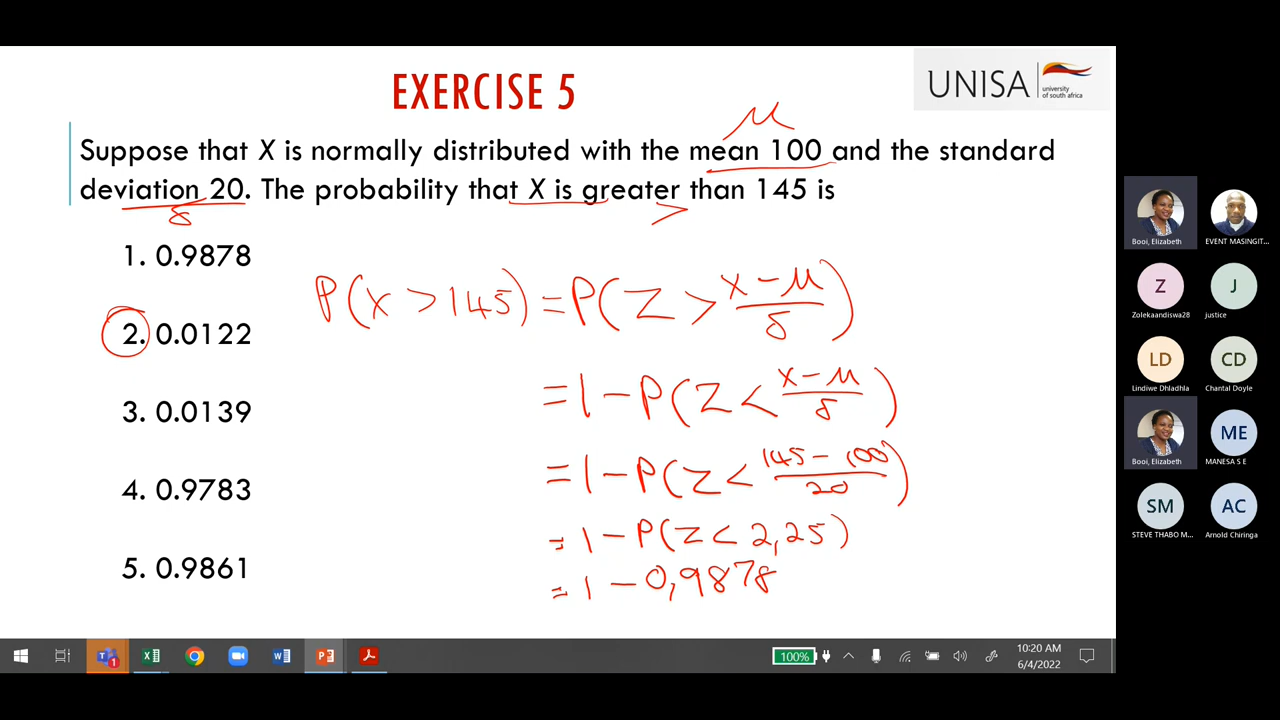 EXERCISE 5
UNISA
university
of south africa
μ
Suppose that X is normally distributed with the mean 100 and the standard
deviation 20. The probability that X is greater than 145 is
δ >
1. 0.9878
2. 0.0122
3. 0.0139
4. 0.9783
5. 0.9861
P(X > 145) = P(Z > (X - μ)/δ)
= 1 - P(Z < (X - μ)/δ)
= 1 - P(Z < (145 - 100)/20)
= 1 - P(Z < 2,25)
= 1 - 0,9878
Booi, Elizabeth
EVENT MASINGIT...
Z
Zolekaandiswa28
J
justice
LD
Lindiwe Dhladhla
CD
Chantal Doyle
Booi, Elizabeth
ME
MANESA S E
SM
STEVE THABO M...
AC
Arnold Chiringa
1
100%
10:20 AM
6/4/2022